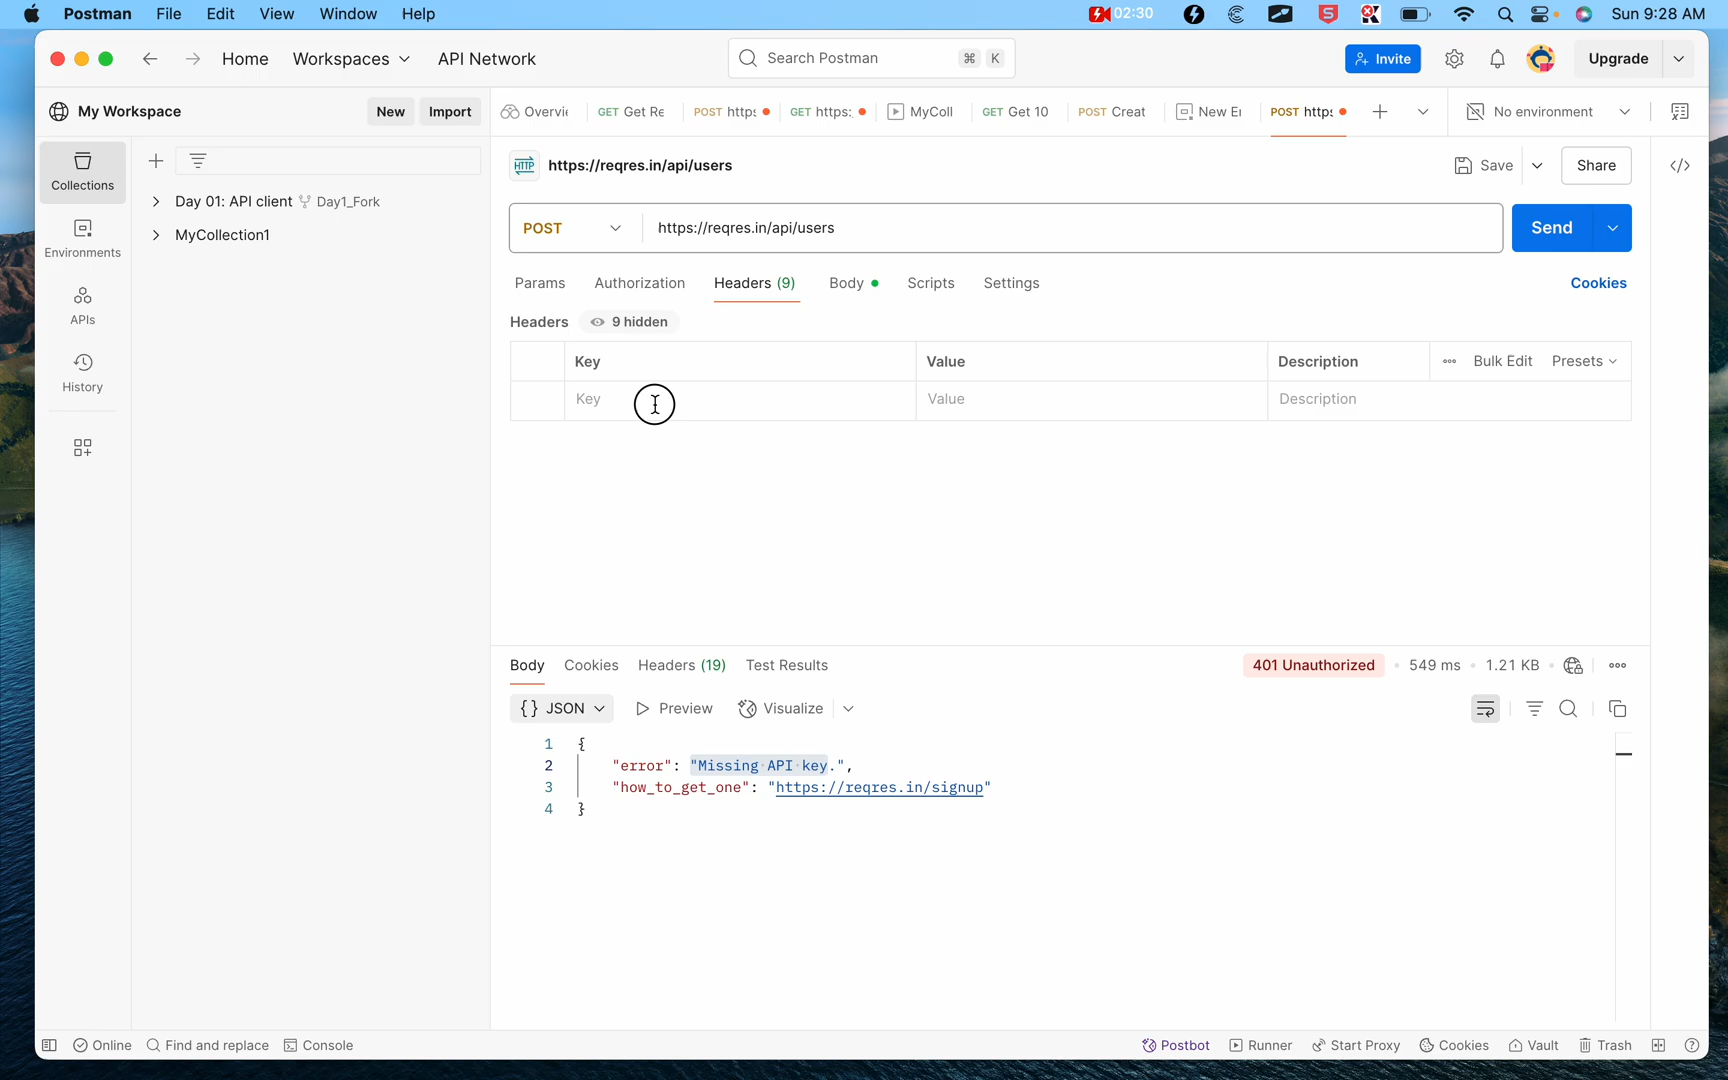 Postman File Edit View Window Help 02:30 Sun 9:28 AM
Home Workspaces API Network Search Postman ⌘ K Invite Upgrade
My Workspace New Import Overvi GET Get Re POST https GET https: MyColl GET Get 10 POST Creat New En POST https No environment
Collections
Environments
APIs
History
Day 01: API client Day1_Fork
MyCollection1
HTTP https://reqres.in/api/users Save Share
POST https://reqres.in/api/users Send
Params Authorization Headers (9) Body Scripts Settings Cookies
Headers 9 hidden
Key Value Description Bulk Edit Presets
Key Value Description
Body Cookies Headers (19) Test Results 401 Unauthorized 549 ms 1.21 KB
{} JSON Preview Visualize
1 {
2 "error": "Missing API key.",
3 "how_to_get_one": "https://reqres.in/signup"
4 }
Online Find and replace Console Postbot Runner Start Proxy Cookies Vault Trash